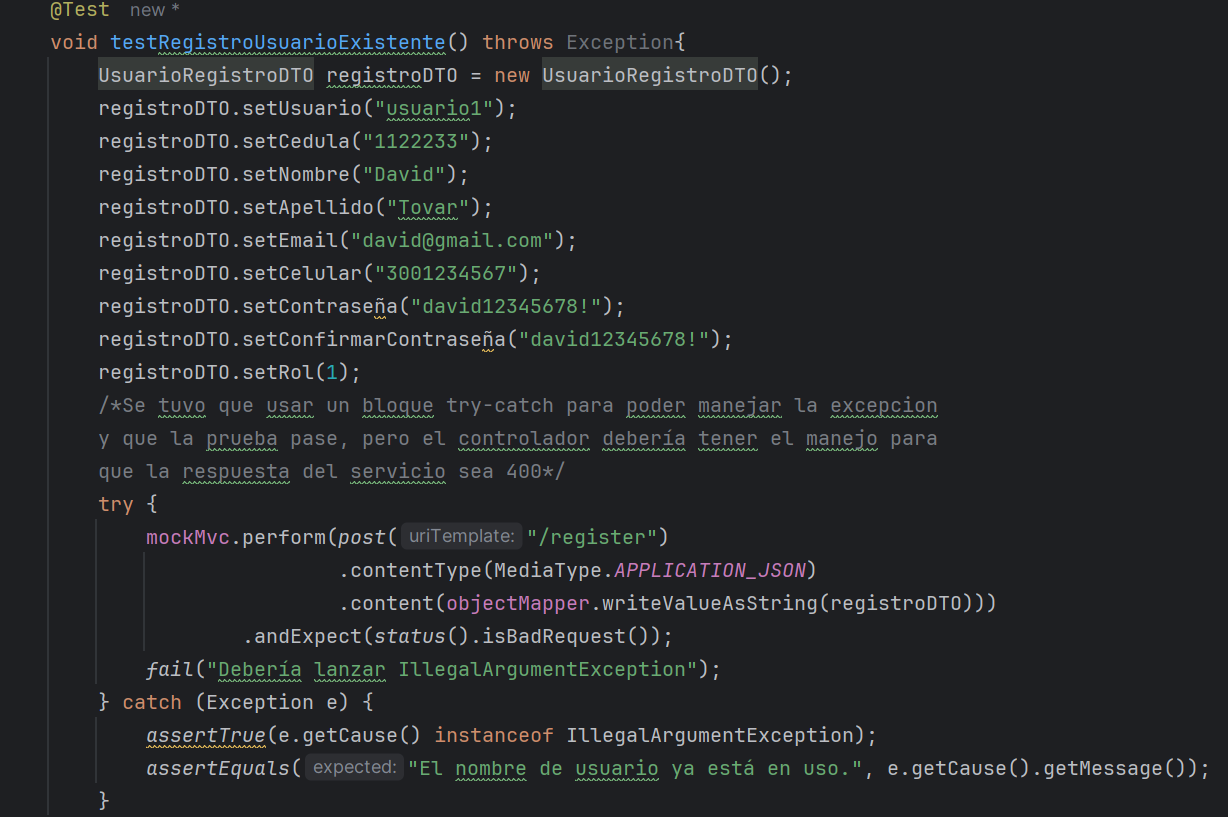 @Test new *
void testRegistroUsuarioExistente() throws Exception{
UsuarioRegistroDTO registroDTO = new UsuarioRegistroDTO();
registroDTO.setUsuario("usuario1");
registroDTO.setCedula("1122233");
registroDTO.setNombre("David");
registroDTO.setApellido("Tovar");
registroDTO.setEmail("david@gmail.com");
registroDTO.setCelular("3001234567");
registroDTO.setContraseña("david12345678!");
registroDTO.setConfirmarContraseña("david12345678!");
registroDTO.setRol(1);
/*Se tuvo que usar un bloque try-catch para poder manejar la excepcion
y que la prueba pase, pero el controlador debería tener el manejo para
que la respuesta del servicio sea 400*/
try {
mockMvc.perform(post( uriTemplate: "/register")
.contentType(MediaType.APPLICATION_JSON)
.content(objectMapper.writeValueAsString(registroDTO)))
.andExpect(status().isBadRequest());
fail("Debería lanzar IllegalArgumentException");
} catch (Exception e) {
assertTrue(e.getCause() instanceof IllegalArgumentException);
assertEquals( expected: "El nombre de usuario ya está en uso.", e.getCause().getMessage());
}